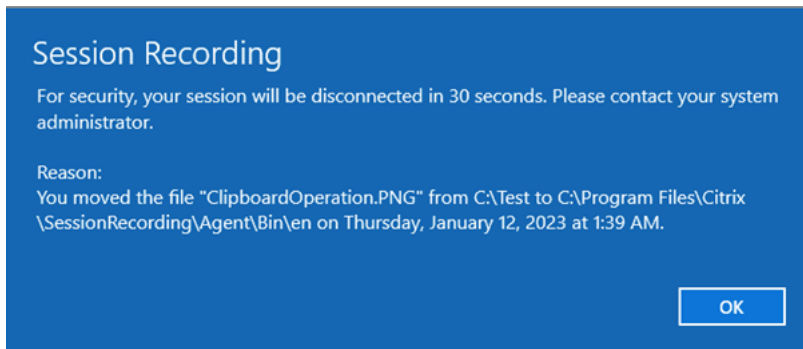 Session Recording
For security, your session will be disconnected in 30 seconds. Please contact your system
administrator.
Reason:
You moved the file "ClipboardOperation.PNG" from C:\Test to C:\Program Files\Citrix
\SessionRecording\Agent\Bin\en on Thursday, January 12, 2023 at 1:39 AM.
OK